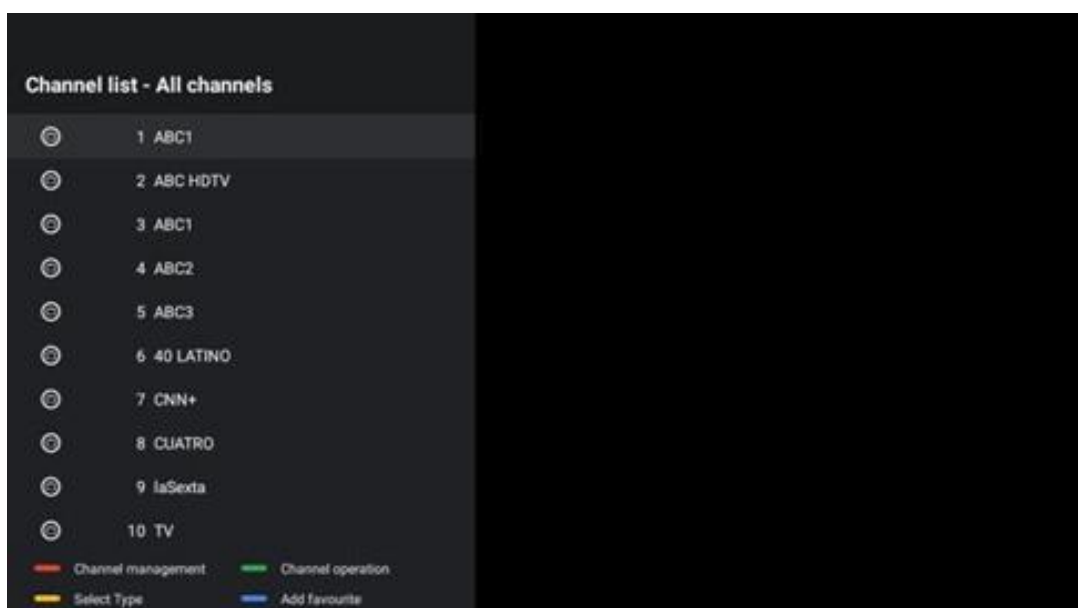 Channel list - All channels
1 ABC1
2 ABC HDTV
3 ABC1
4 ABC2
5 ABC3
6 40 LATINO
7 CNN+
8 CUATRO
9 laSexta
10 TV
Channel management Channel operation
Select Type Add favourite